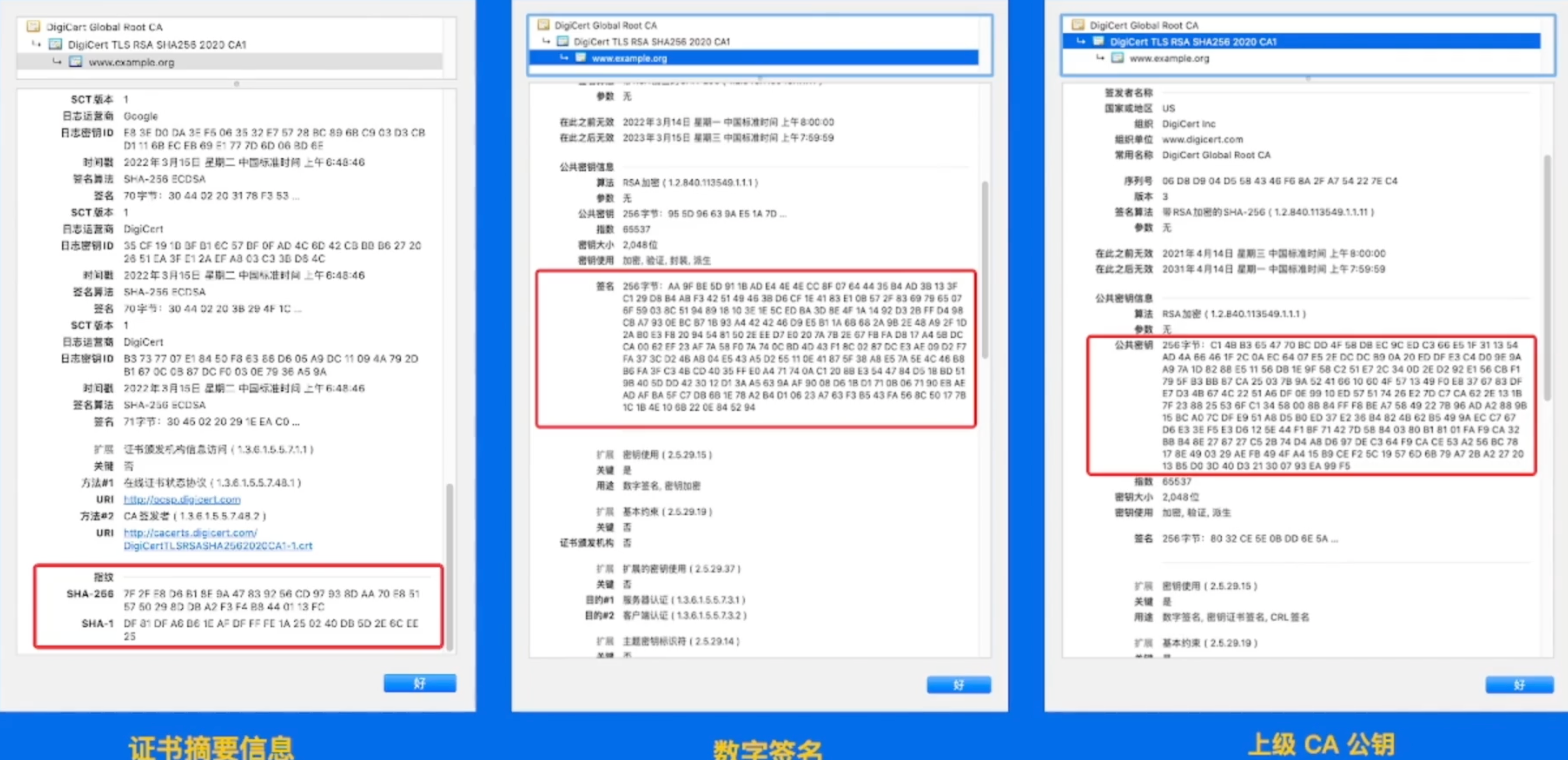 DigiCert Global Root CA
DigiCert TLS RSA SHA256 2020 CA1
www.example.org
SCT 版本 1
日志运营商 Google
日志密钥ID E8 3E D0 DA 3E F5 06 35 32 E7 57 28 BC 89 6B C9 03 D3 CB
D1 11 6B EC EB 69 E1 77 7D 6D 06 BD 6E
时间戳 2022年3月15日 星期二 中国标准时间 上午6:48:46
签名算法 SHA-256 ECDSA
签名 70字节：30 44 02 20 31 78 F3 53 ...
SCT 版本 1
日志运营商 DigiCert
日志密钥ID 35 CF 19 1B BF B1 6C 57 BF 0F AD 4C 6D 42 CB BB B6 27 20
26 51 EA 3F E1 2A EF A8 03 C3 3B D6 4C
时间戳 2022年3月15日 星期二 中国标准时间 上午6:48:46
签名算法 SHA-256 ECDSA
签名 70字节：30 44 02 20 3B 29 4F 1C ...
SCT 版本 1
日志运营商 DigiCert
日志密钥ID B3 73 77 07 E1 84 50 F8 63 86 D6 05 A9 DC 11 09 4A 79 2D
B1 67 0C 0B 87 DC F0 03 0E 79 36 A5 9A
时间戳 2022年3月15日 星期二 中国标准时间 上午6:48:46
签名算法 SHA-256 ECDSA
签名 71字节：30 45 02 20 29 1E EA C0 ...
扩展 证书颁发机构信息访问 ( 1.3.6.1.5.5.7.1.1 )
关键 否
方法#1 在线证书状态协议 ( 1.3.6.1.5.5.7.48.1 )
URI http://ocsp.digicert.com
方法#2 CA 签发者 ( 1.3.6.1.5.5.7.48.2 )
URI http://cacerts.digicert.com/
DigiCertTLSRSASHA2562020CA1-1.crt
指纹
SHA-256 7F 2F E8 D6 B1 8E 9A 47 83 92 56 CD 97 93 8D AA 70 E8 51
57 50 29 8D D8 A2 F3 F4 B8 44 01 13 FC
SHA-1 DF 81 DF A6 B6 1E AF DF FF FE 1A 25 02 40 DB 5D 2E 6C EE
25
好
证书摘要信息
DigiCert Global Root CA
DigiCert TLS RSA SHA256 2020 CA1
www.example.org
参数 无
在此之前无效 2022年3月14日 星期一 中国标准时间 上午8:00:00
在此之后无效 2023年3月15日 星期三 中国标准时间 上午7:59:59
公共密钥信息
算法 RSA加密 ( 1.2.840.113549.1.1.1 )
参数 无
公共密钥 256字节：95 5D 96 63 9A E5 1A 7D ...
指数 65537
密钥大小 2,048位
密钥使用 加密, 验证, 封装, 派生
签名 256字节：AA 9F BE 5D 91 1B AD E4 4E 4E CC 8F 07 64 44 35 B4 AD 3B 13 3F
C1 29 D8 B4 AB F3 42 51 49 46 3B D6 CF 1E 41 83 E1 0B 57 2F 83 69 79 65 07
6F 59 03 8C 51 94 89 18 10 3E 1E 5C ED BA 3D 8E 4F 1A 14 92 D3 2B FF D4 98
CB A7 93 0E BC B7 1B 93 A4 42 42 46 D9 E5 B1 1A 6B 68 2A 9B 2E 48 A9 2F 1D
2A B0 E3 F8 20 94 54 81 50 2E EE D7 E0 20 7A 7B 2E 67 FB FA D8 17 A4 5B DC
CA 00 62 EF 23 AF 7A 58 F0 7A 74 0C BD 4D 43 F1 8C 02 87 DC E3 AE 09 D2 F7
FA 37 3C D2 4B AB 04 E5 43 A5 D2 55 11 0E 41 87 5F 38 A8 E5 7A 5E 4C 46 B8
B6 FA 3F C3 4B CD 40 35 FF E0 A4 71 74 0A C1 20 8B E3 54 47 84 D5 18 BD 51
9B 40 5D DD 42 30 12 D1 3A A5 63 9A AF 90 08 D6 1B D1 71 0B 06 71 90 EB AE
AD AF BA 5F C7 DB 6B 1E 78 A2 B4 D1 06 23 A7 63 F3 B5 43 FA 56 8C 50 17 7B
1C 1B 4E 10 6B 22 0E 84 52 94
扩展 密钥使用 ( 2.5.29.15 )
关键 是
用途 数字签名, 密钥加密
扩展 基本约束 ( 2.5.29.19 )
关键 否
证书颁发机构 否
扩展 扩展的密钥使用 ( 2.5.29.37 )
关键 否
目的#1 服务器认证 ( 1.3.6.1.5.5.7.3.1 )
目的#2 客户端认证 ( 1.3.6.1.5.5.7.3.2 )
扩展 主题密钥标识符 ( 2.5.29.14 )
关键 否
好
数字签名
DigiCert Global Root CA
DigiCert TLS RSA SHA256 2020 CA1
www.example.org
签发者名称
国家或地区 US
组织 DigiCert Inc
组织单位 www.digicert.com
常用名称 DigiCert Global Root CA
序列号 06 D8 D9 04 D5 58 43 46 F6 8A 2F A7 54 22 7E C4
版本 3
签名算法 带RSA加密的SHA-256 ( 1.2.840.113549.1.1.11 )
参数 无
在此之前无效 2021年4月14日 星期三 中国标准时间 上午8:00:00
在此之后无效 2031年4月14日 星期一 中国标准时间 上午7:59:59
公共密钥信息
算法 RSA加密 ( 1.2.840.113549.1.1.1 )
参数 无
公共密钥 256字节：C1 4B B3 65 47 70 BC DD 4F 58 DB EC 9C ED C3 66 E5 1F 31 13 54
AD 4A 66 46 1F 2C 0A EC 64 07 E5 2E DC DC B9 0A 20 ED DF E3 C4 D0 9E 9A
A9 7A 1D 82 88 E5 11 56 DB 1E 9F 58 C2 51 E7 2C 34 0D 2E D2 92 E1 56 CB F1
79 5F B3 BB 87 CA 25 03 7B 9A 52 41 66 10 60 4F 57 13 49 F0 E8 37 67 83 DF
E7 D3 4B 67 4C 22 51 A6 DF 0E 99 10 ED 57 51 74 26 E2 7D C7 CA 62 2E 13 1B
7F 23 88 25 53 6F C1 34 58 00 8B 84 FF F8 BE A7 58 49 22 7B 96 AD A2 88 9B
15 BC A0 7C DF E9 51 A8 D5 B0 ED 37 E2 36 B4 82 4B 62 B5 49 9A EC C7 67
D6 E3 3E F5 E3 D6 12 5E 44 F1 BF 71 42 7D 58 84 03 80 B1 81 01 FA F9 CA 32
BB B4 8E 27 87 27 C5 2B 74 D4 A8 D6 97 DE C3 64 F9 CA CE 53 A2 56 BC 78
17 8E 49 03 29 AE FB 49 4F A4 15 B9 CE F2 5C 19 57 6D 6B 79 A7 2B A2 27 20
13 B5 D0 3D 40 D3 21 30 07 93 EA 99 F5
指数 65537
密钥大小 2,048位
密钥使用 加密, 验证, 派生
签名 256字节：80 32 CE 5E 0B DD 6E 5A ...
扩展 密钥使用 ( 2.5.29.15 )
关键 是
用途 数字签名, 密钥证书签名, CRL签名
扩展 基本约束 ( 2.5.29.19 )
好
上级 CA 公钥